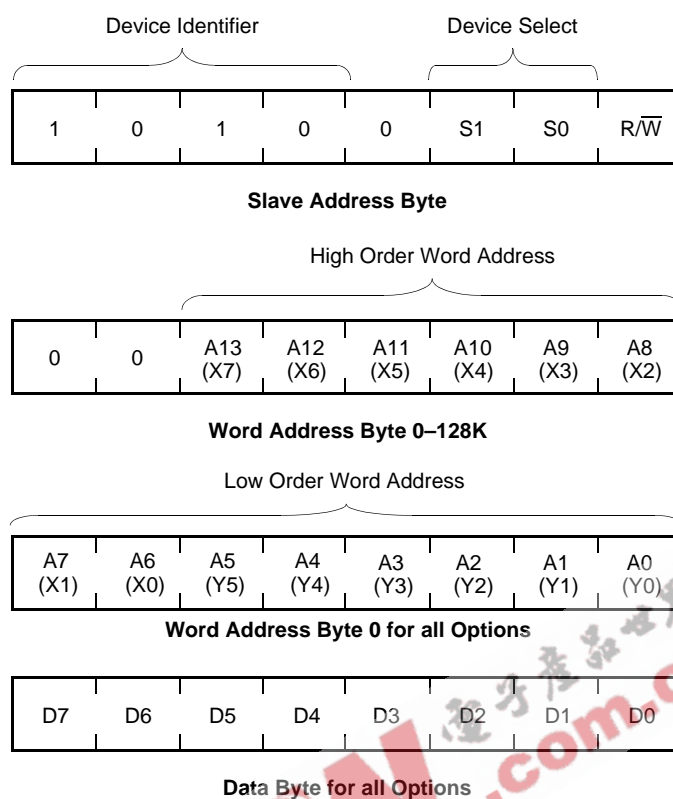 Device Identifier Device Select
1 0 1 0 0 S1 S0 R/W̅
Slave Address Byte
High Order Word Address
0 0 A13 (X7) A12 (X6) A11 (X5) A10 (X4) A9 (X3) A8 (X2)
Word Address Byte 0–128K
Low Order Word Address
A7 (X1) A6 (X0) A5 (Y5) A4 (Y4) A3 (Y3) A2 (Y2) A1 (Y1) A0 (Y0)
Word Address Byte 0 for all Options
D7 D6 D5 D4 D3 D2 D1 D0
Data Byte for all Options